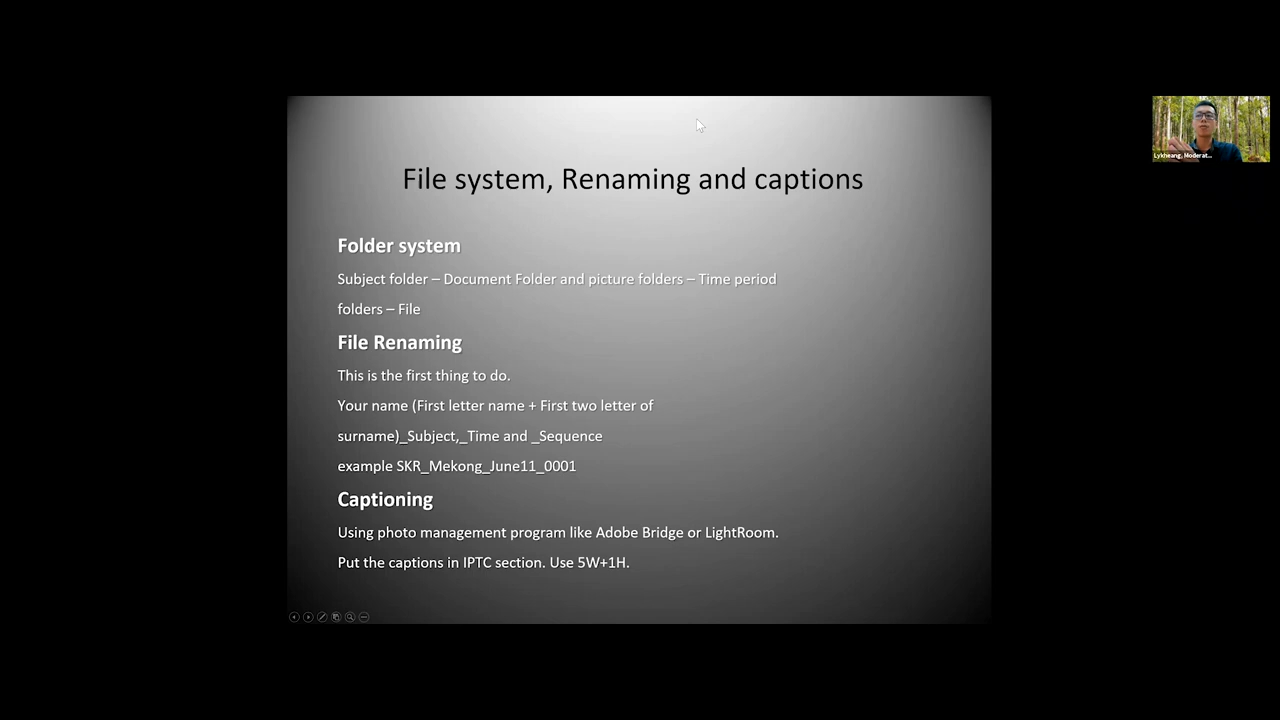 File system, Renaming and captions
Folder system
Subject folder – Document Folder and picture folders – Time period
folders – File
File Renaming
This is the first thing to do.
Your name (First letter name + First two letter of
surname)_Subject,_Time and _Sequence
example SKR_Mekong_June11_0001
Captioning
Using photo management program like Adobe Bridge or LightRoom.
Put the captions in IPTC section. Use 5W+1H.
Lykheang, Moderat...